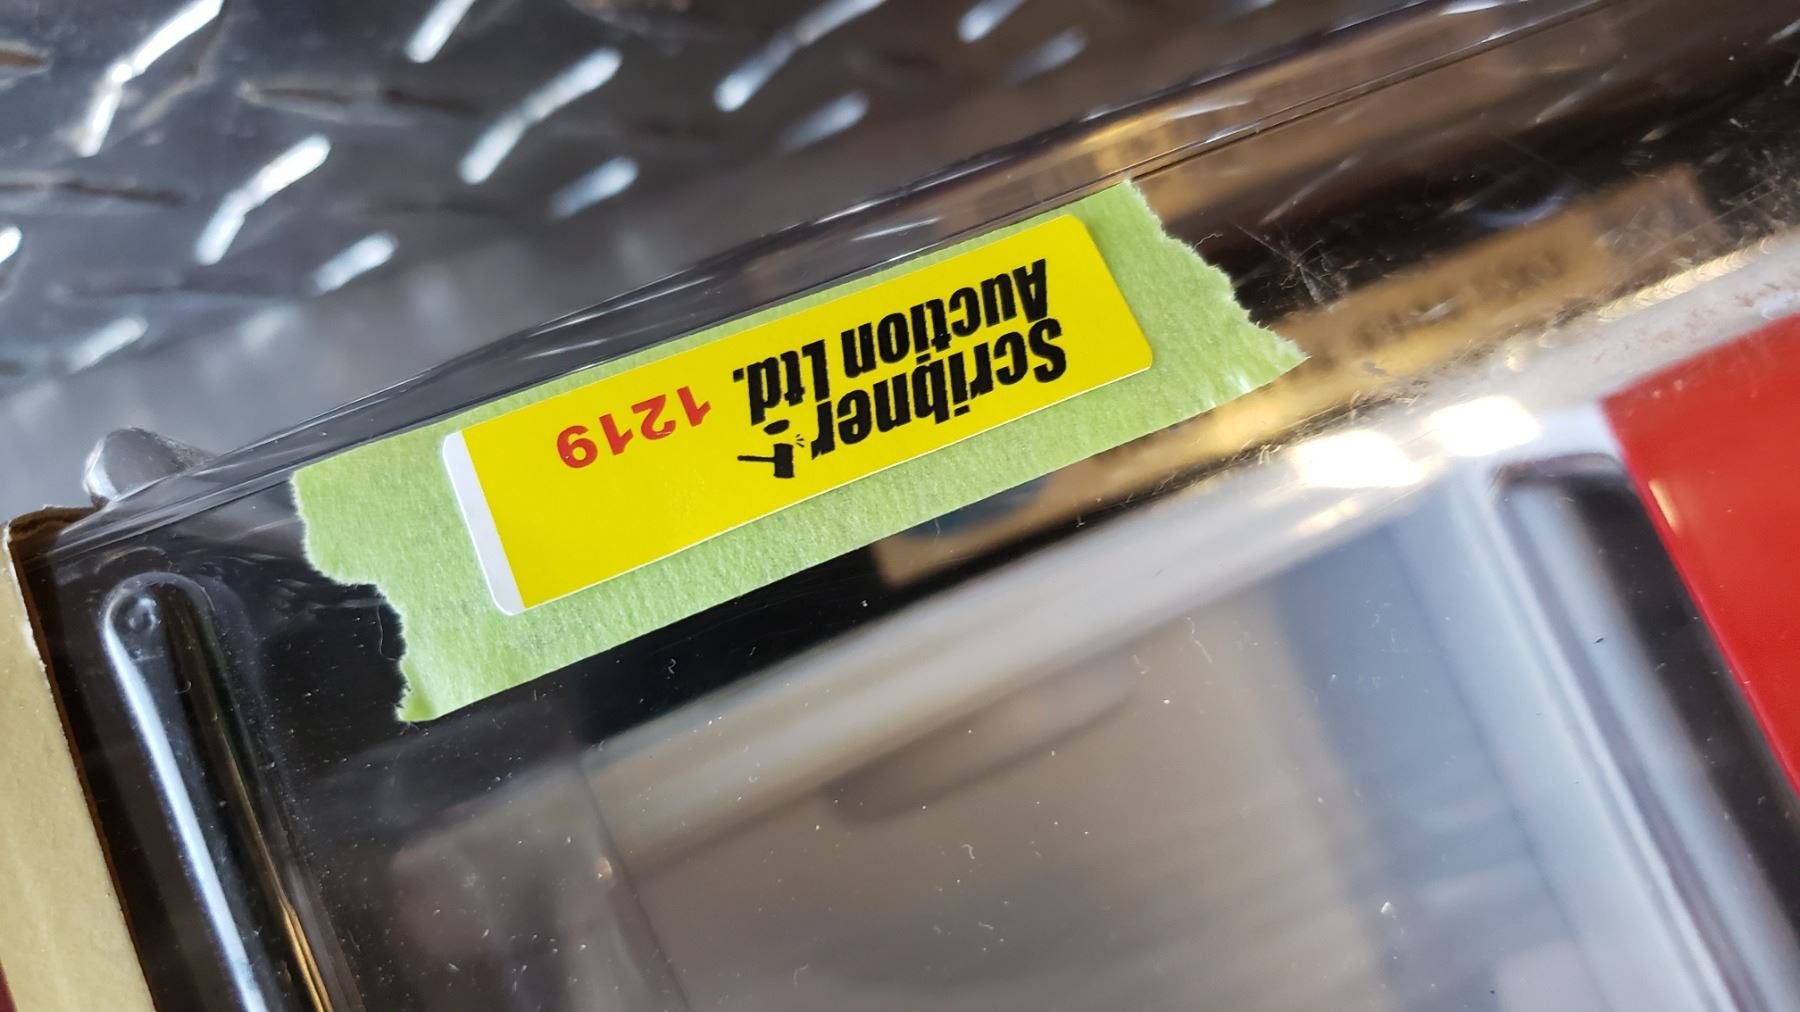 Scribner
Auction Ltd. 1219